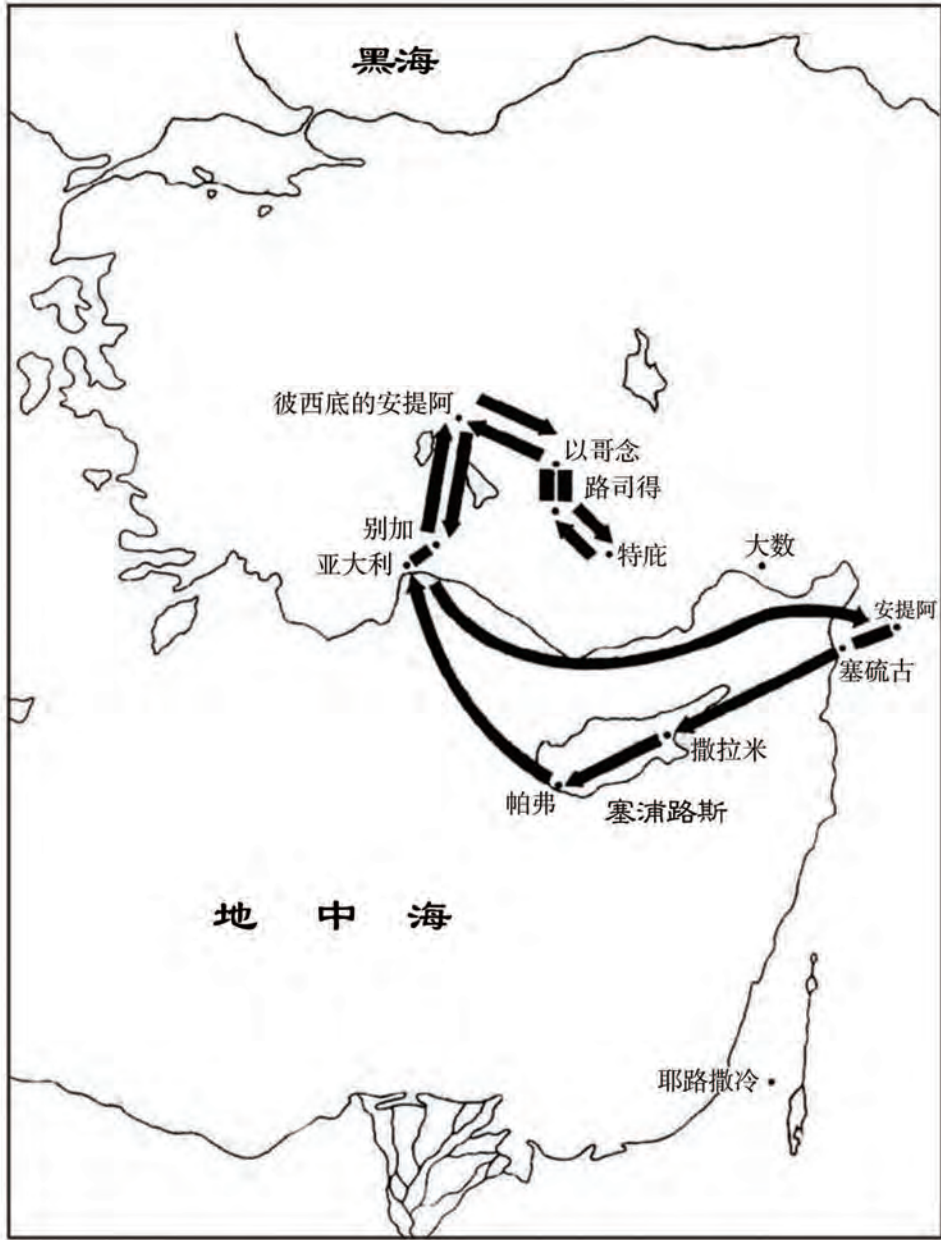 黑海
彼西底的安提阿
以哥念
路司得
别加
亚大利
特庇
大数
安提阿
塞硫古
撒拉米
帕弗
塞浦路斯
地中海
耶路撒冷